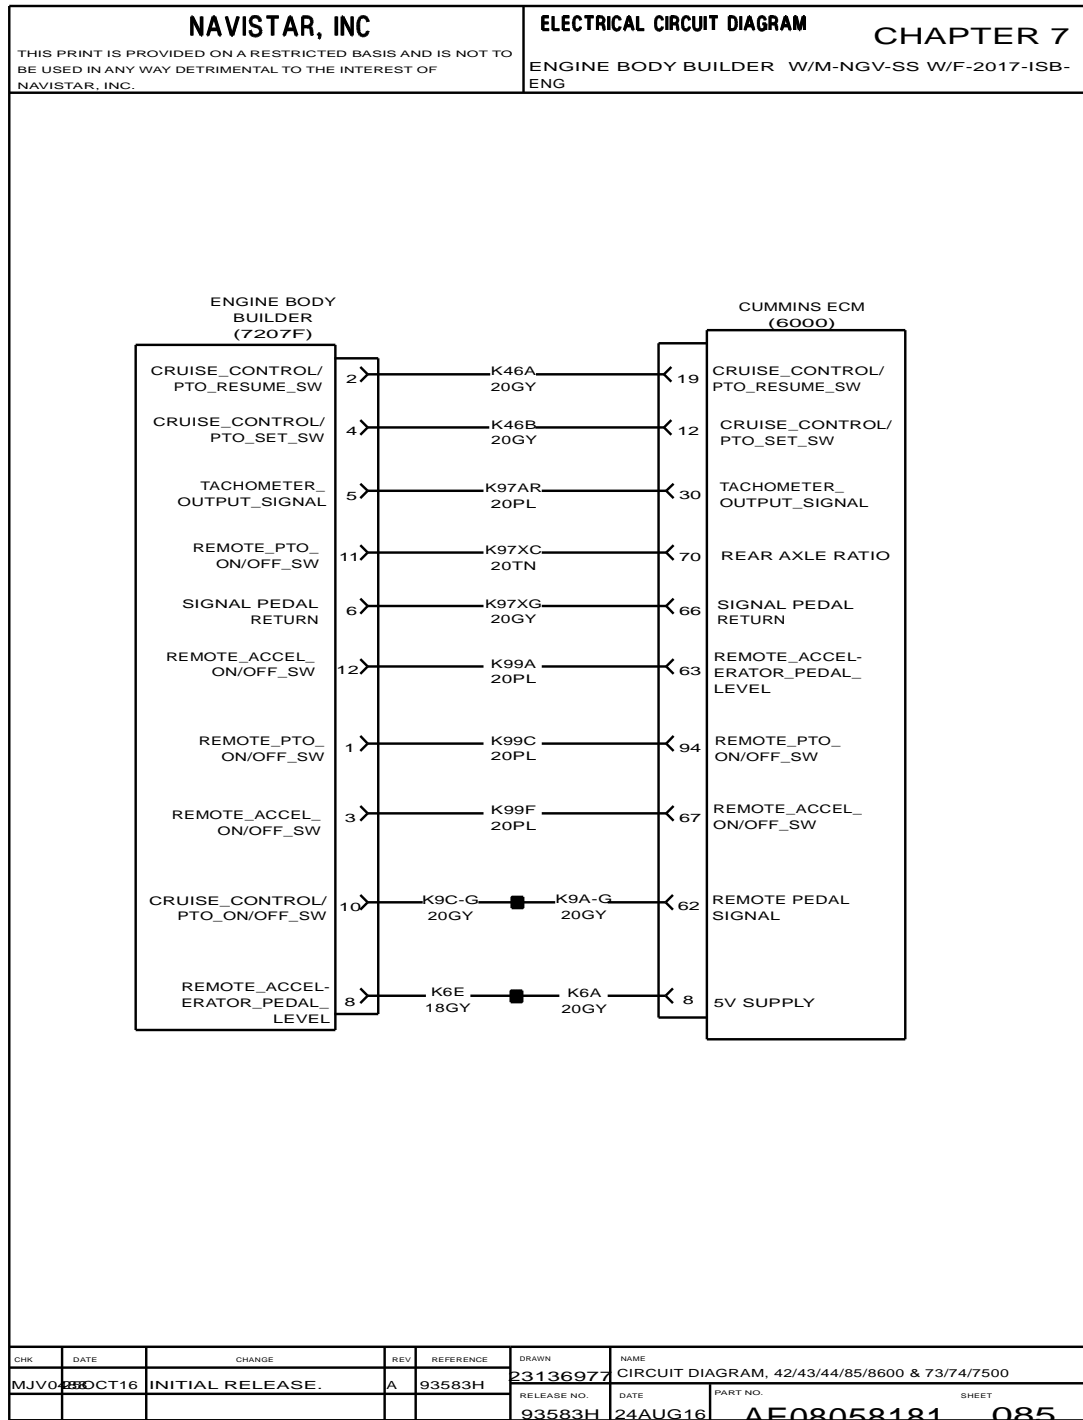 NAVISTAR, INC
THIS PRINT IS PROVIDED ON A RESTRICTED BASIS AND IS NOT TO
BE USED IN ANY WAY DETRIMENTAL TO THE INTEREST OF
NAVISTAR, INC.
ELECTRICAL CIRCUIT DIAGRAM
CHAPTER 7
ENGINE BODY BUILDER W/M-NGV-SS W/F-2017-ISB-
ENG
ENGINE BODY
BUILDER
(7207F)
CUMMINS ECM
(6000)
CRUISE_CONTROL/
PTO_RESUME_SW
2
K46A
20GY
19
CRUISE_CONTROL/
PTO_RESUME_SW
CRUISE_CONTROL/
PTO_SET_SW
4
K46B
20GY
12
CRUISE_CONTROL/
PTO_SET_SW
TACHOMETER_
OUTPUT_SIGNAL
5
K97AR
20PL
30
TACHOMETER_
OUTPUT_SIGNAL
REMOTE_PTO_
ON/OFF_SW
11
K97XC
20TN
70
REAR AXLE RATIO
SIGNAL PEDAL
RETURN
6
K97XG
20GY
66
SIGNAL PEDAL
RETURN
REMOTE_ACCEL_
ON/OFF_SW
12
K99A
20PL
63
REMOTE_ACCEL-
ERATOR_PEDAL_
LEVEL
REMOTE_PTO_
ON/OFF_SW
1
K99C
20PL
94
REMOTE_PTO_
ON/OFF_SW
REMOTE_ACCEL_
ON/OFF_SW
3
K99F
20PL
67
REMOTE_ACCEL_
ON/OFF_SW
CRUISE_CONTROL/
PTO_ON/OFF_SW
10
K9C-G
20GY
K9A-G
20GY
62
REMOTE PEDAL
SIGNAL
REMOTE_ACCEL-
ERATOR_PEDAL_
LEVEL
8
K6E
18GY
K6A
20GY
8
5V SUPPLY
CHK DATE CHANGE REV REFERENCE
INITIAL RELEASE. A 93583H
DRAWN
23136977
NAME
CIRCUIT DIAGRAM, 42/43/44/85/8600 & 73/74/7500
RELEASE NO.
93583H
DATE
24AUG16
PART NO.
AE08058181
SHEET
085